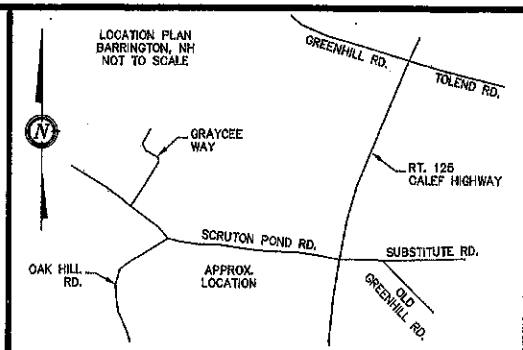 LOCATION PLAN
BARRINGTON, NH
NOT TO SCALE
GREENHILL RD.
TOLEND RD.
N
GRAYCEE
WAY
RT. 125
CALEF HIGHWAY
SCRUTON POND RD.
SUBSTITUTE RD.
OAK HILL
RD.
APPROX.
LOCATION
OLD
GREENHILL RD.